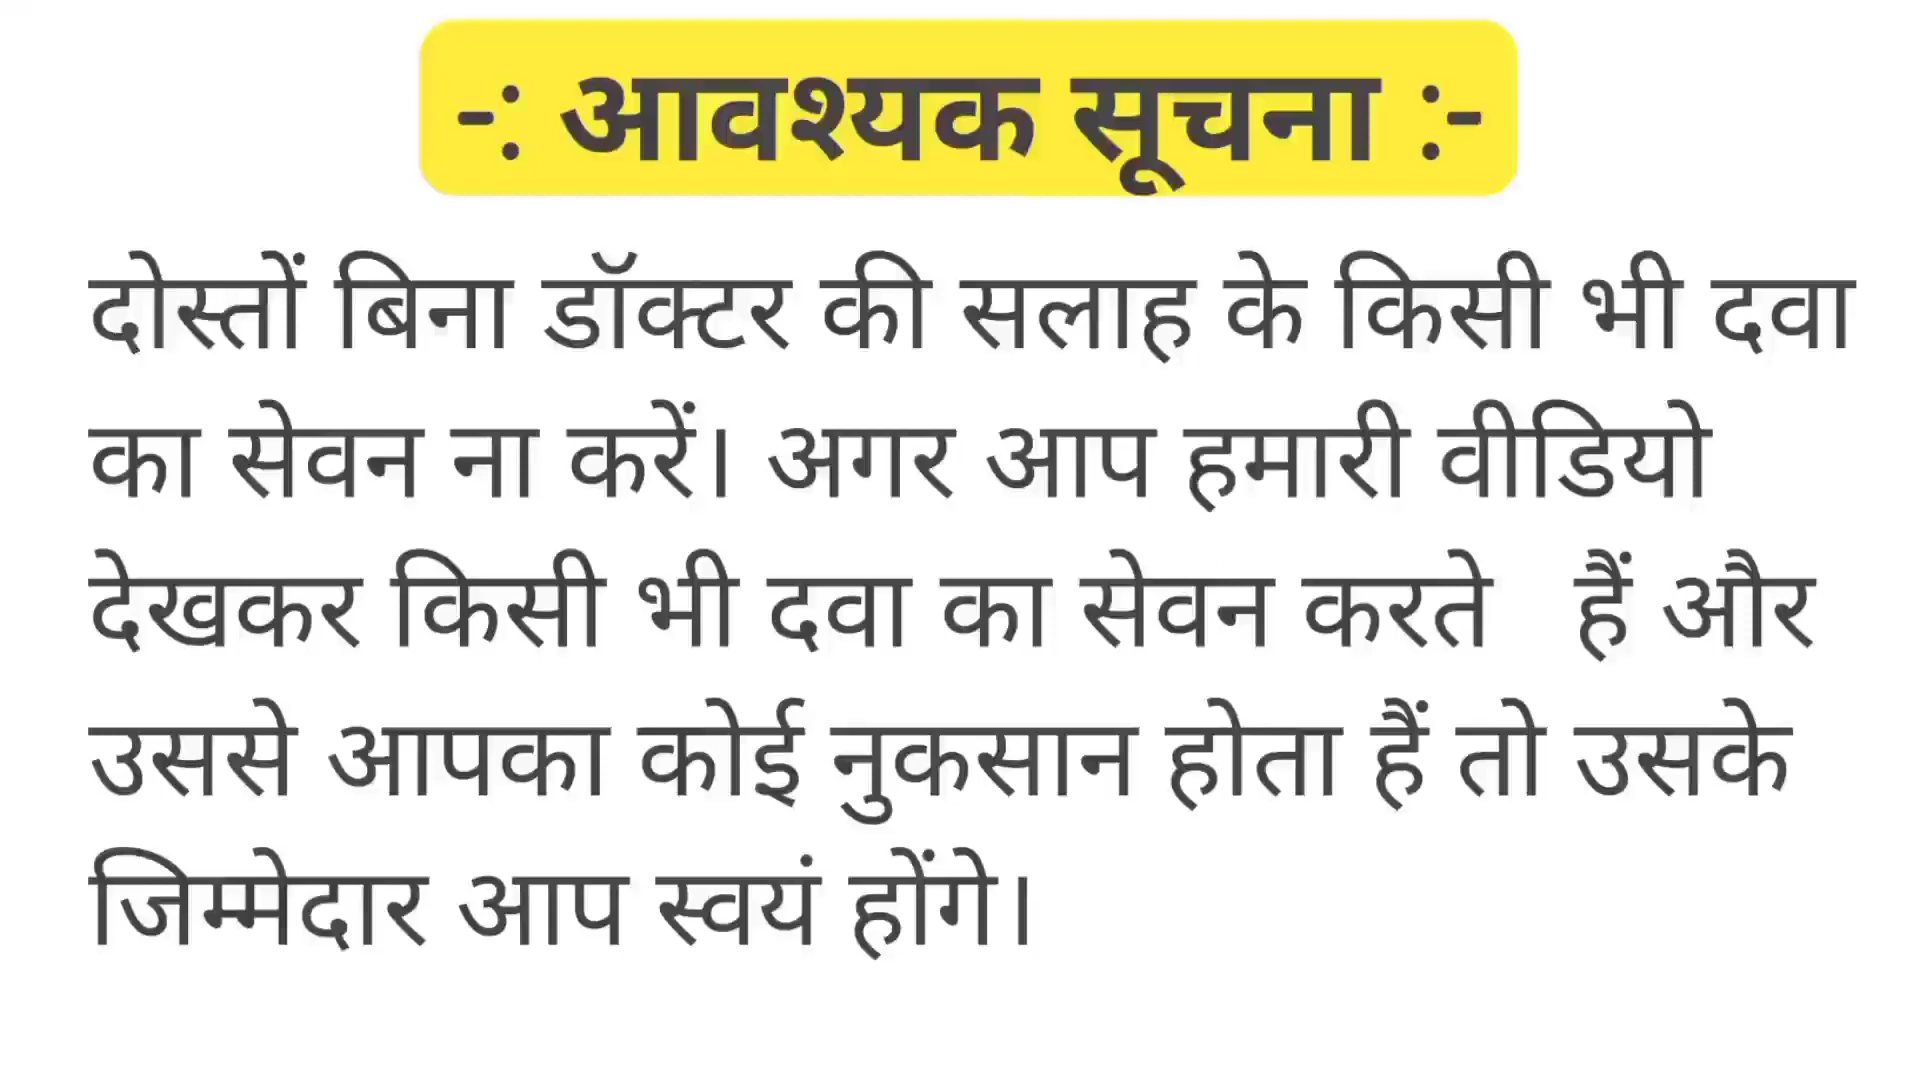 -: आवश्यक सूचना :-
दोस्तों बिना डॉक्टर की सलाह के किसी भी दवा
का सेवन ना करें। अगर आप हमारी वीडियो
देखकर किसी भी दवा का सेवन करते हैं और
उससे आपका कोई नुकसान होता हैं तो उसके
जिम्मेदार आप स्वयं होंगे।